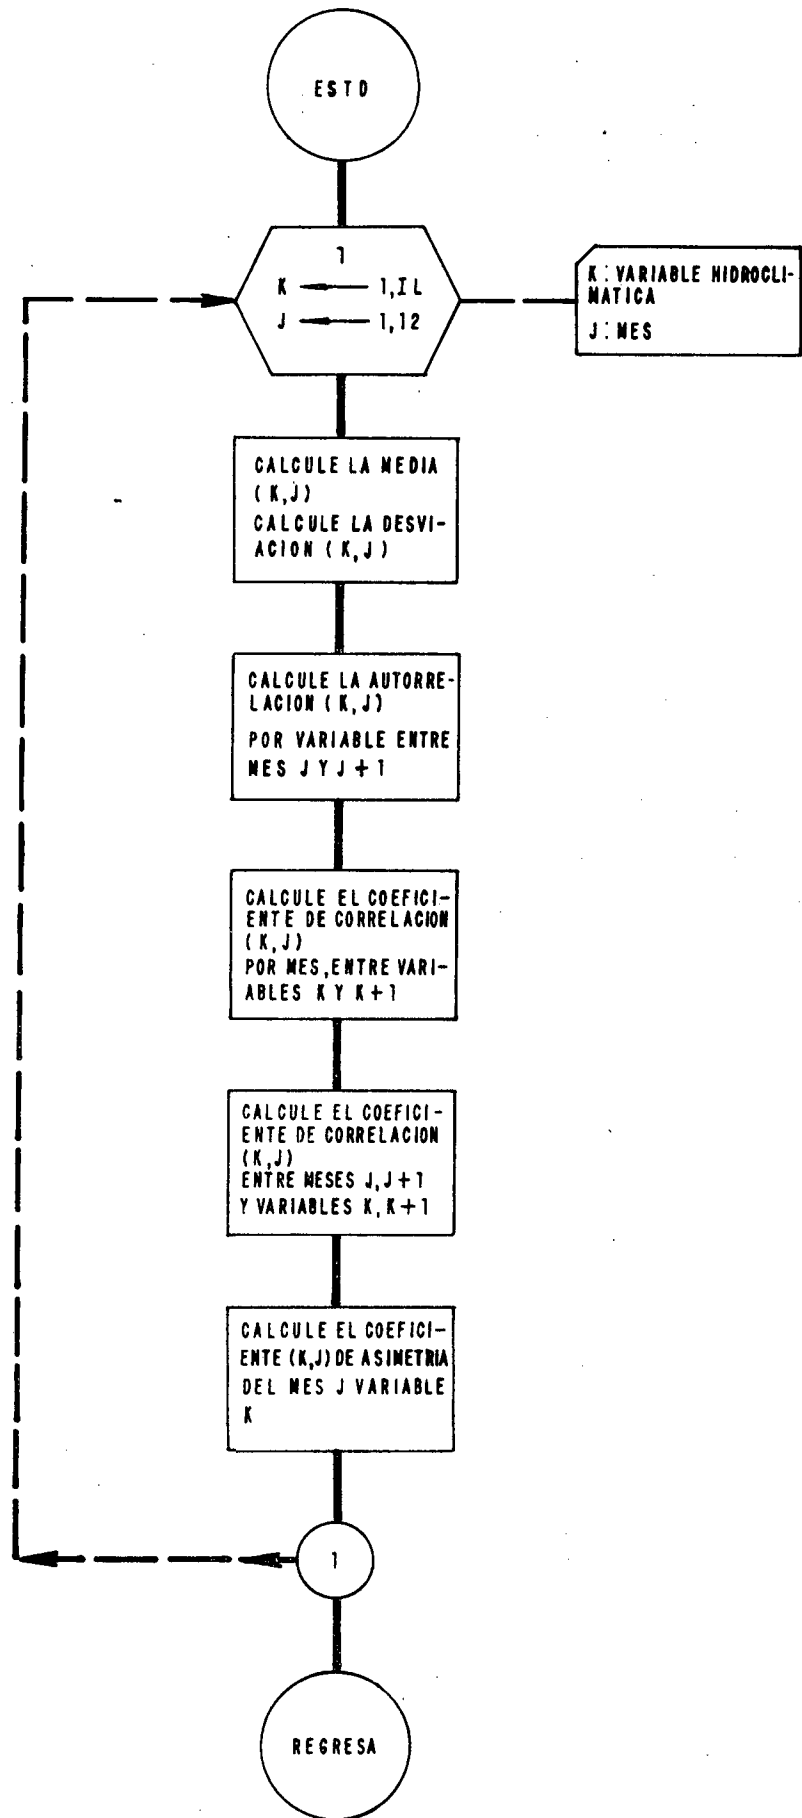 ESTD
1
K ← 1,IL
J ← 1,12
K: VARIABLE HIDROCLI-
MATICA
J: MES
CALCULE LA MEDIA
(K,J)
CALCULE LA DESVI-
ACION (K,J)
CALCULE LA AUTORRE-
LACION (K,J)
POR VARIABLE ENTRE
MES J Y J+1
CALCULE EL COEFICI-
ENTE DE CORRELACION
(K,J)
POR MES, ENTRE VARI-
ABLES K Y K+1
CALCULE EL COEFICI-
ENTE DE CORRELACION
(K,J)
ENTRE MESES J,J+1
Y VARIABLES K,K+1
CALCULE EL COEFICI-
ENTE (K,J) DE ASIMETRIA
DEL MES J VARIABLE
K
1
REGRESA